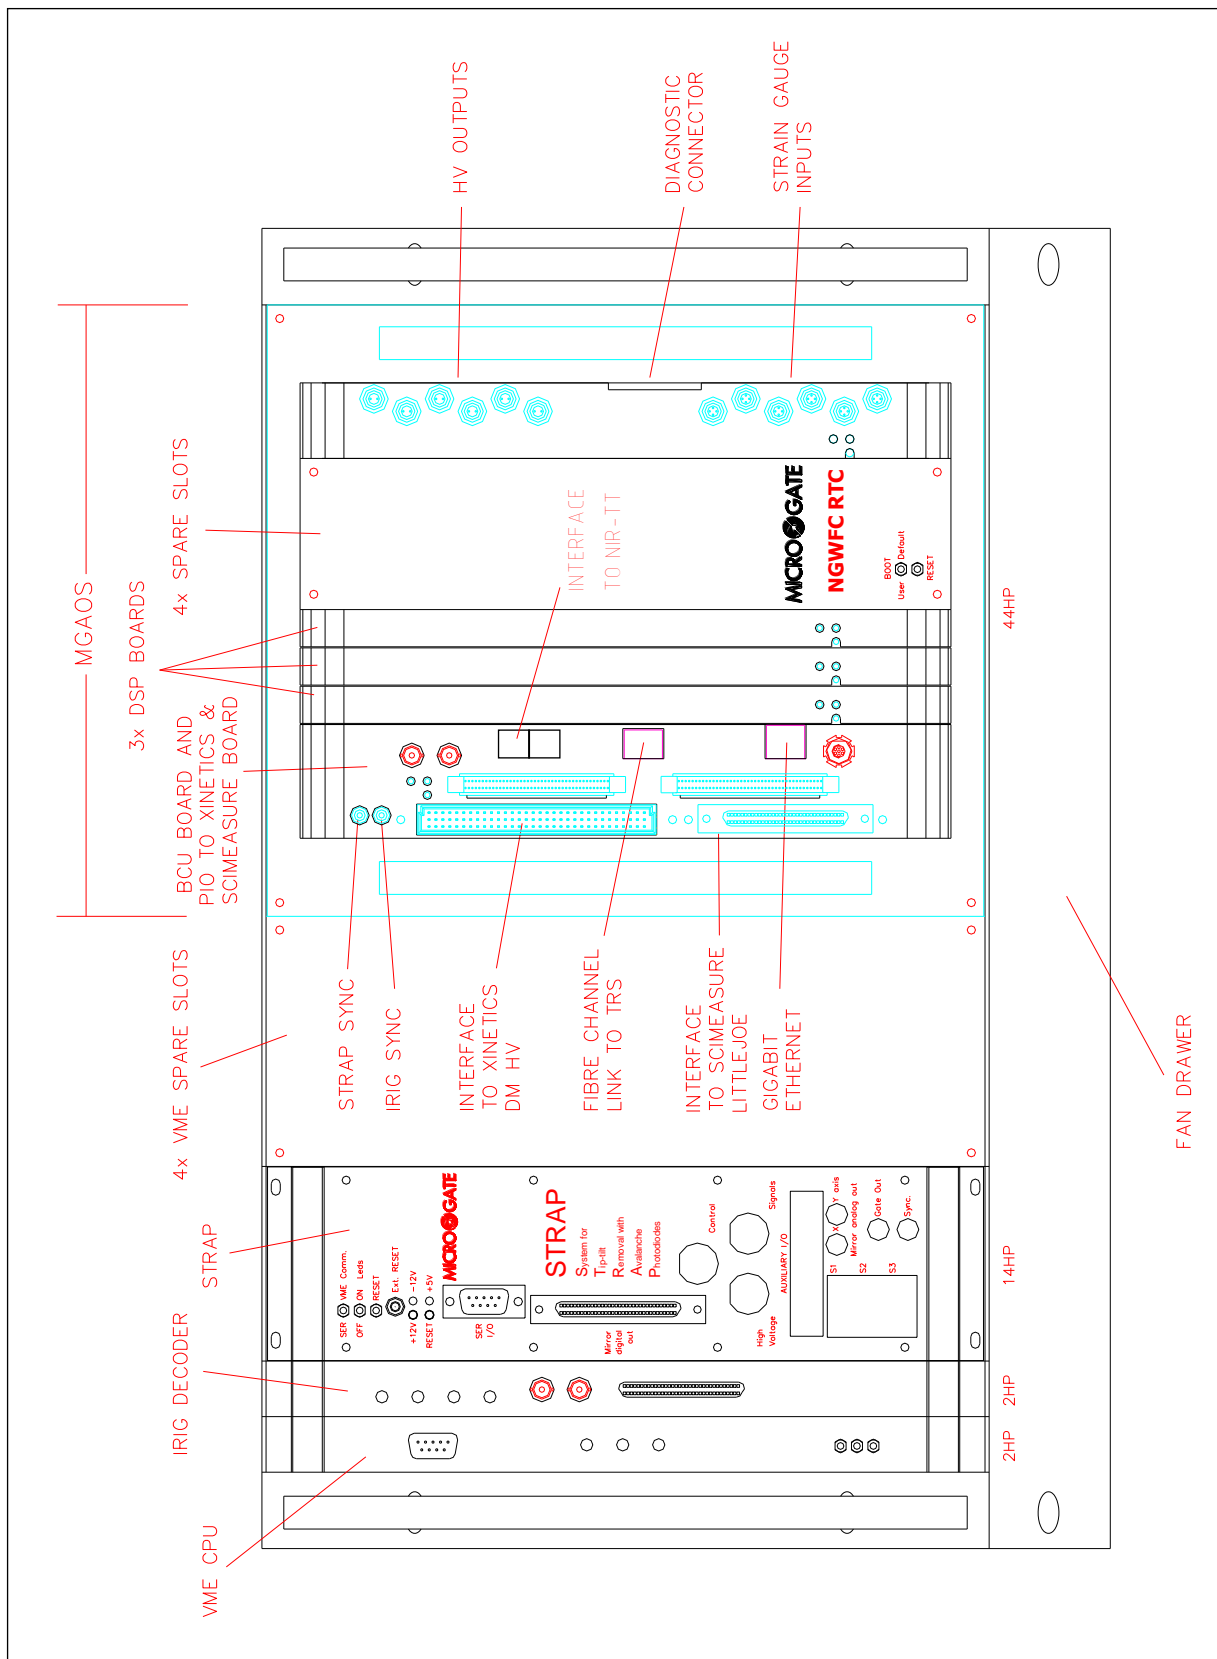 MGAOS
VME CPU
IRIG DECODER
STRAP
4x VME SPARE SLOTS
BCU BOARD AND
PIO TO XINETICS &
SCIMEASURE BOARD
3x DSP BOARDS
4x SPARE SLOTS
HV OUTPUTS
DIAGNOSTIC
CONNECTOR
STRAIN GAUGE
INPUTS
STRAP SYNC
IRIG SYNC
INTERFACE
TO XINETICS
DM HV
FIBRE CHANNEL
LINK TO TRS
INTERFACE
TO SCIMEASURE
LITTLEJOE
GIGABIT
ETHERNET
INTERFACE
TO NIR-TT
MICROGATE
NGWFC RTC
BOOT
User Default
RESET
SER VME Comm.
OFF ON Leds
RESET
Ext. RESET
+12V -12V
RESET +5V
MICROGATE
SER
I/O
STRAP
System for
Tip-tilt
Removal with
Avalanche
Photodiodes
Mirror
digital
out
Control
Signals
High
Voltage
AUXILIARY I/O
X Y axis
Mirror analog out
Gate Out
Sync.
S1
S2
S3
2HP
2HP
14HP
44HP
FAN DRAWER